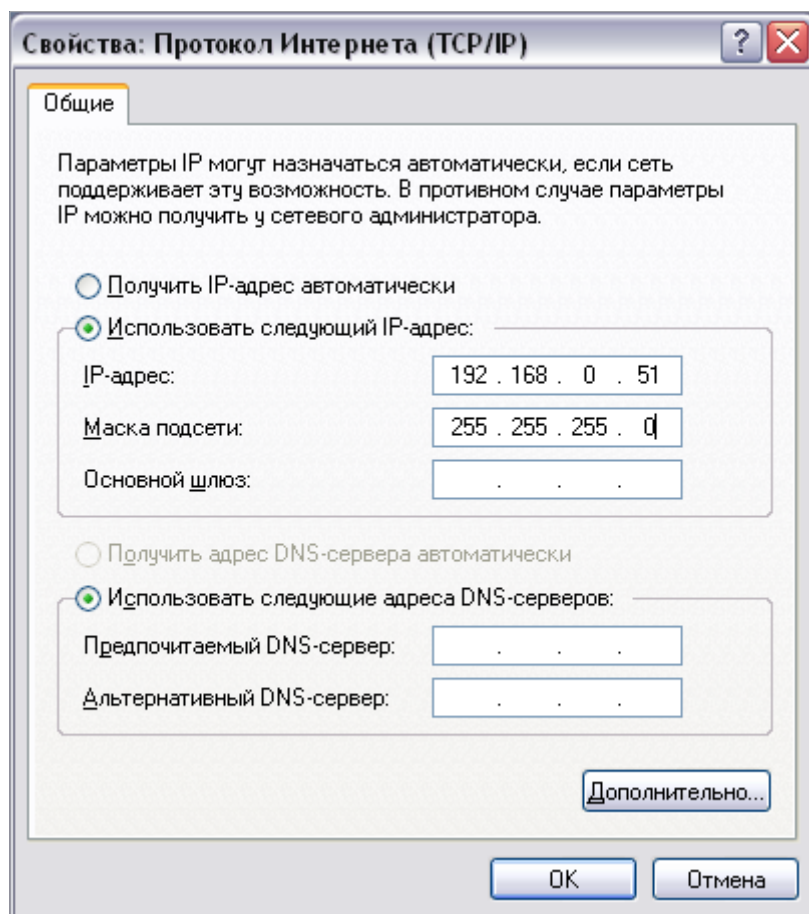 Свойства: Протокол Интернета (TCP/IP)
Общие
Параметры IP могут назначаться автоматически, если сеть
поддерживает эту возможность. В противном случае параметры
IP можно получить у сетевого администратора.
Получить IP-адрес автоматически
Использовать следующий IP-адрес:
IP-адрес: 192 . 168 . 0 . 51
Маска подсети: 255 . 255 . 255 . 0
Основной шлюз: . . .
Получить адрес DNS-сервера автоматически
Использовать следующие адреса DNS-серверов:
Предпочитаемый DNS-сервер: . . .
Альтернативный DNS-сервер: . . .
Дополнительно...
OK Отмена